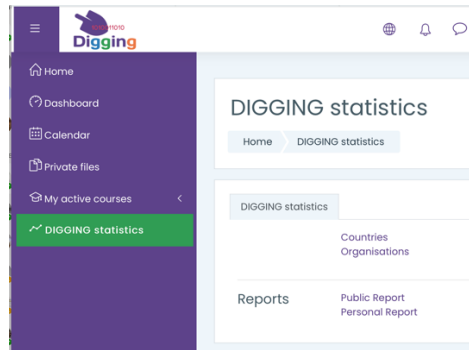 Digging
Home
Dashboard
Calendar
Private files
My active courses
DIGGING statistics
DIGGING statistics
Home DIGGING statistics
DIGGING statistics
Countries
Organisations
Reports
Public Report
Personal Report